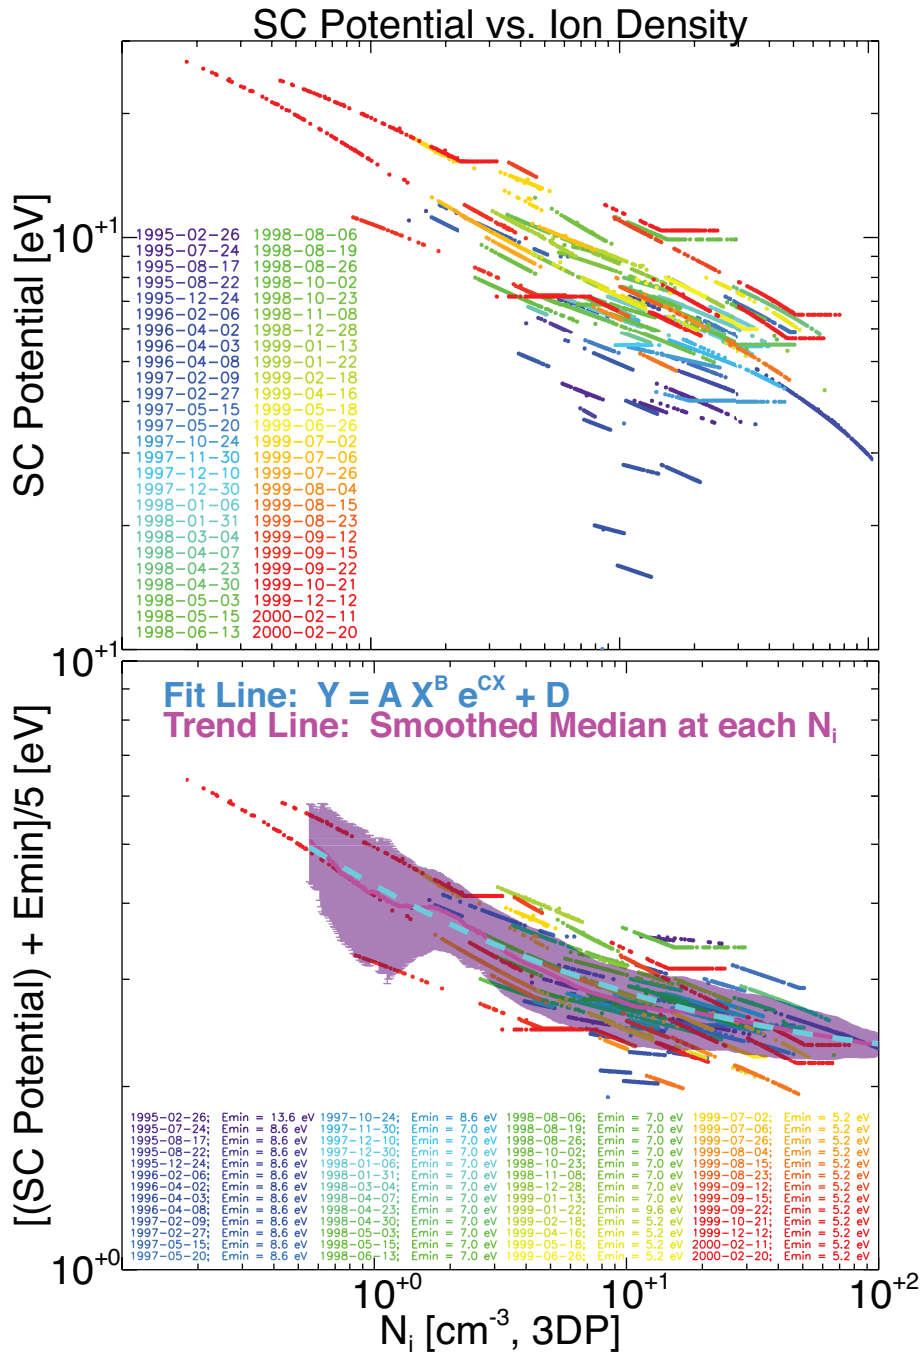 SC Potential vs. Ion Density
SC Potential [eV]
10+1
1995-02-26 1998-08-06
1995-07-24 1998-08-19
1995-08-17 1998-08-26
1995-08-22 1998-10-02
1995-12-24 1998-10-23
1996-02-06 1998-11-08
1996-04-02 1998-12-28
1996-04-03 1999-01-13
1996-04-08 1999-01-22
1997-02-09 1999-02-18
1997-02-27 1999-04-16
1997-05-15 1999-05-18
1997-05-20 1999-06-26
1997-10-24 1999-07-02
1997-11-30 1999-07-06
1997-12-10 1999-07-26
1997-12-30 1999-08-04
1998-01-06 1999-08-15
1998-01-31 1999-08-23
1998-03-04 1999-09-12
1998-04-07 1999-09-15
1998-04-23 1999-09-22
1998-04-30 1999-10-21
1998-05-03 1999-12-12
1998-05-15 2000-02-11
1998-06-13 2000-02-20
10+1
[(SC Potential) + Emin]/5 [eV]
Fit Line: Y = A X^B e^CX + D
Trend Line: Smoothed Median at each Ni
1995-02-26; Emin = 13.6 eV 1997-10-24; Emin = 8.6 eV 1998-08-06; Emin = 7.0 eV 1999-07-02; Emin = 5.2 eV
1995-07-24; Emin = 8.6 eV 1997-11-30; Emin = 7.0 eV 1998-08-19; Emin = 7.0 eV 1999-07-06; Emin = 5.2 eV
1995-08-17; Emin = 8.6 eV 1997-12-10; Emin = 7.0 eV 1998-08-26; Emin = 7.0 eV 1999-07-26; Emin = 5.2 eV
1995-08-22; Emin = 8.6 eV 1997-12-30; Emin = 7.0 eV 1998-10-02; Emin = 7.0 eV 1999-08-04; Emin = 5.2 eV
1995-12-24; Emin = 8.6 eV 1998-01-06; Emin = 7.0 eV 1998-10-23; Emin = 7.0 eV 1999-08-15; Emin = 5.2 eV
1996-02-06; Emin = 8.6 eV 1998-01-31; Emin = 7.0 eV 1998-11-08; Emin = 7.0 eV 1999-08-23; Emin = 5.2 eV
1996-04-02; Emin = 8.6 eV 1998-03-04; Emin = 7.0 eV 1998-12-28; Emin = 7.0 eV 1999-09-12; Emin = 5.2 eV
1996-04-03; Emin = 8.6 eV 1998-04-07; Emin = 7.0 eV 1999-01-13; Emin = 7.0 eV 1999-09-15; Emin = 5.2 eV
1996-04-08; Emin = 8.6 eV 1998-04-23; Emin = 7.0 eV 1999-01-22; Emin = 9.6 eV 1999-09-22; Emin = 5.2 eV
1997-02-09; Emin = 8.6 eV 1998-04-30; Emin = 7.0 eV 1999-02-18; Emin = 5.2 eV 1999-10-21; Emin = 5.2 eV
1997-02-27; Emin = 8.6 eV 1998-05-03; Emin = 7.0 eV 1999-04-16; Emin = 5.2 eV 1999-12-12; Emin = 5.2 eV
1997-05-15; Emin = 8.6 eV 1998-05-15; Emin = 7.0 eV 1999-05-18; Emin = 5.2 eV 2000-02-11; Emin = 5.2 eV
1997-05-20; Emin = 8.6 eV 1998-06-13; Emin = 7.0 eV 1999-06-26; Emin = 5.2 eV 2000-02-20; Emin = 5.2 eV
10+0
10+0 10+1 10+2
Ni [cm-3, 3DP]